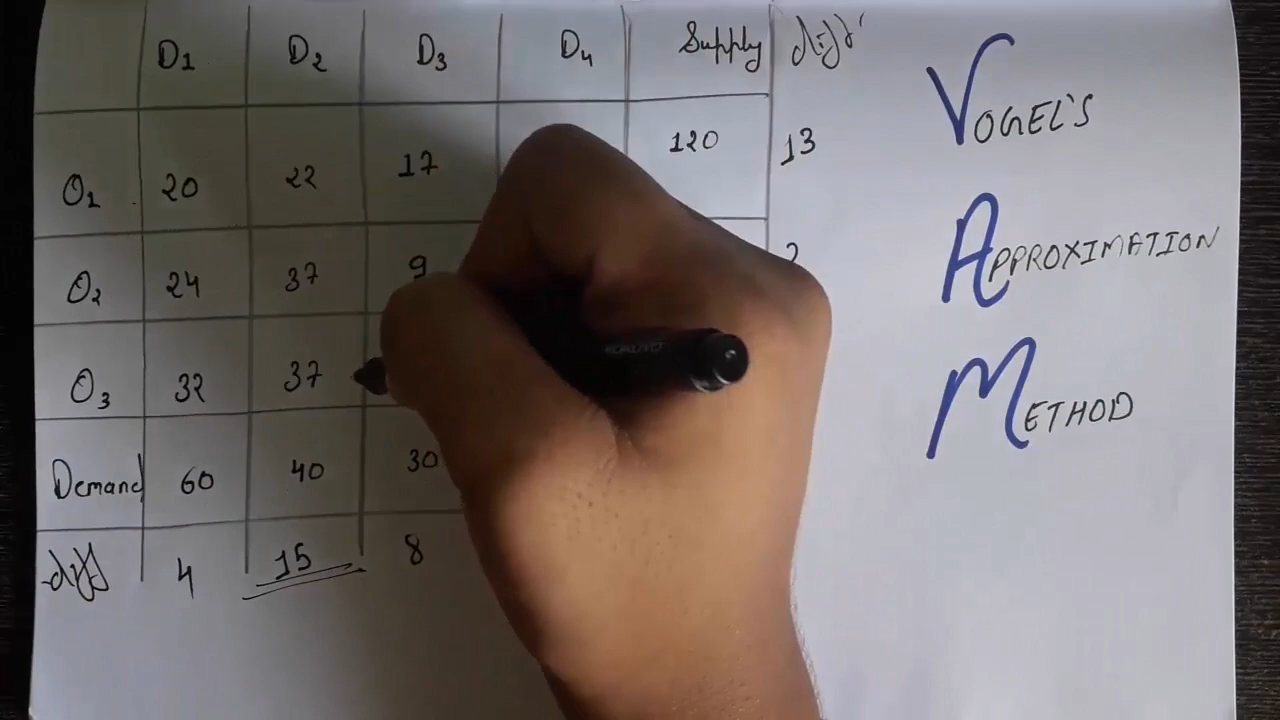 D1 D2 D3 D4 Supply diff
O1 20 22 17 120 13
O2 24 37 9
O3 32 37
Demand 60 40 30
diff 4 15 8
VOGEL'S
APPROXIMATION
METHOD